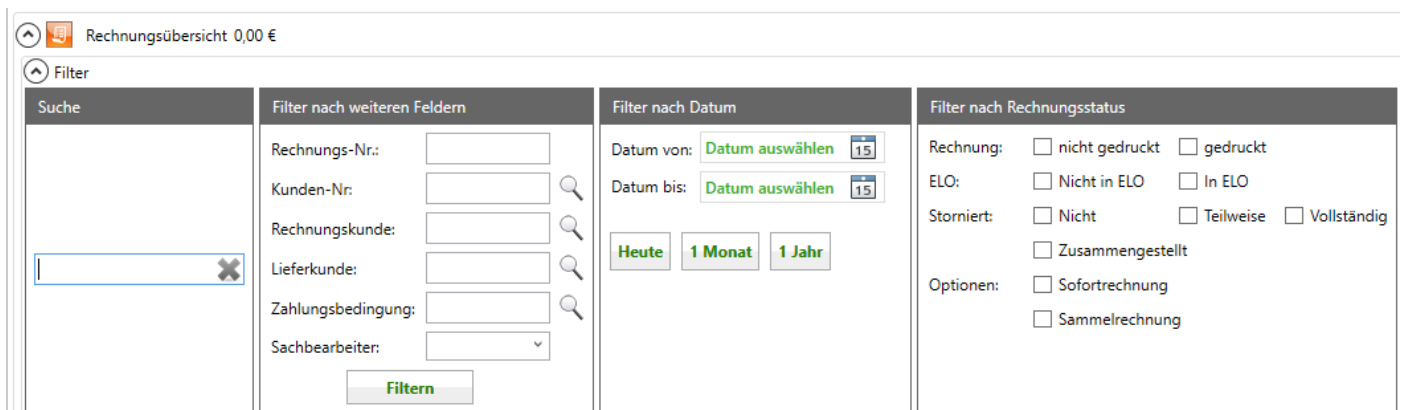 Rechnungsübersicht 0,00 €
Filter
Suche
Filter nach weiteren Feldern
Rechnungs-Nr.:
Kunden-Nr:
Rechnungskunde:
Lieferkunde:
Zahlungsbedingung:
Sachbearbeiter:
Filtern
Filter nach Datum
Datum von: Datum auswählen 15
Datum bis: Datum auswählen 15
Heute 1 Monat 1 Jahr
Filter nach Rechnungsstatus
Rechnung: nicht gedruckt gedruckt
ELO: Nicht in ELO In ELO
Storniert: Nicht Teilweise Vollständig
Zusammengestellt
Optionen: Sofortrechnung
Sammelrechnung